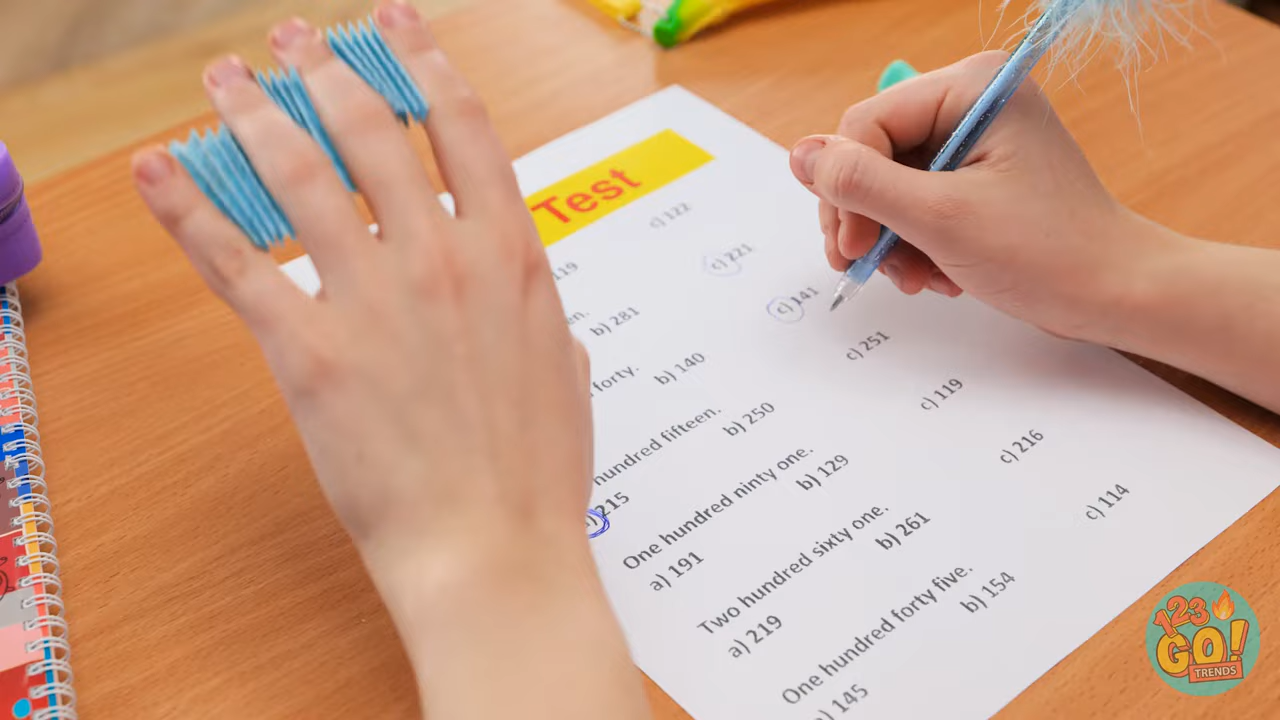 Test
119 c) 122
en.
b) 281 c) 221
forty.
b) 140 c) 141
hundred fifteen.
215 b) 250 c) 251
One hundred ninty one.
a) 191 b) 129 c) 119
Two hundred sixty one.
a) 219 b) 261 c) 216
One hundred forty five.
a) 145 b) 154 c) 114
123
GO!
TRENDS